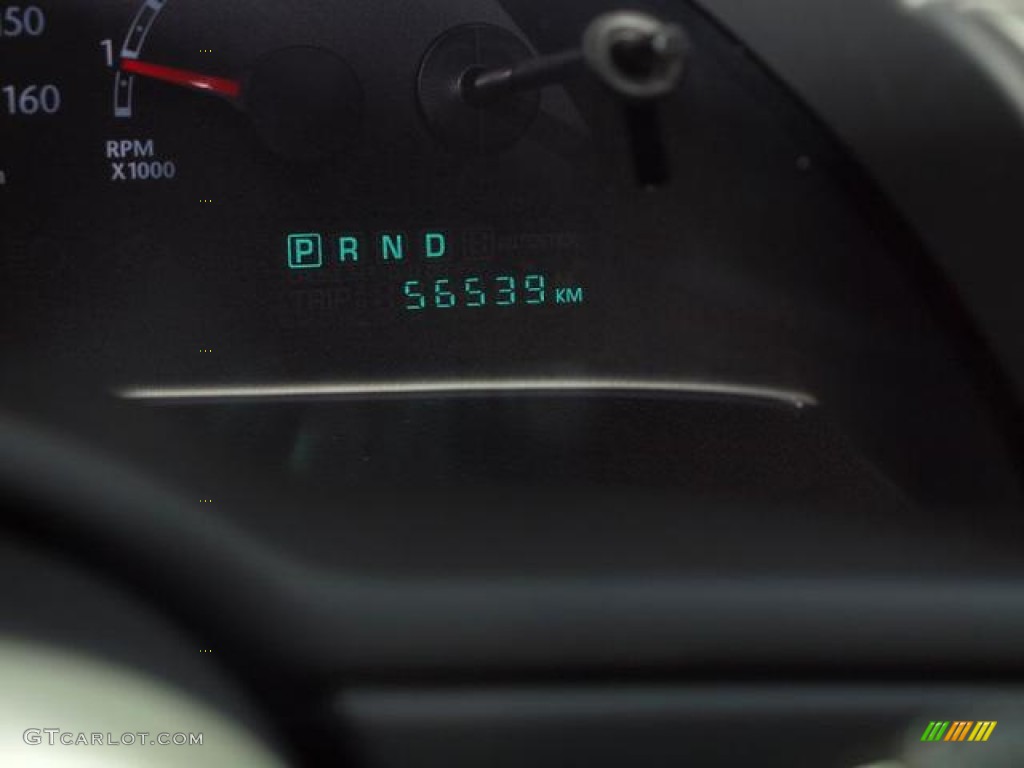 150
1
160
RPM
X1000
P R N D
56539 KM
GTCARLOT.COM